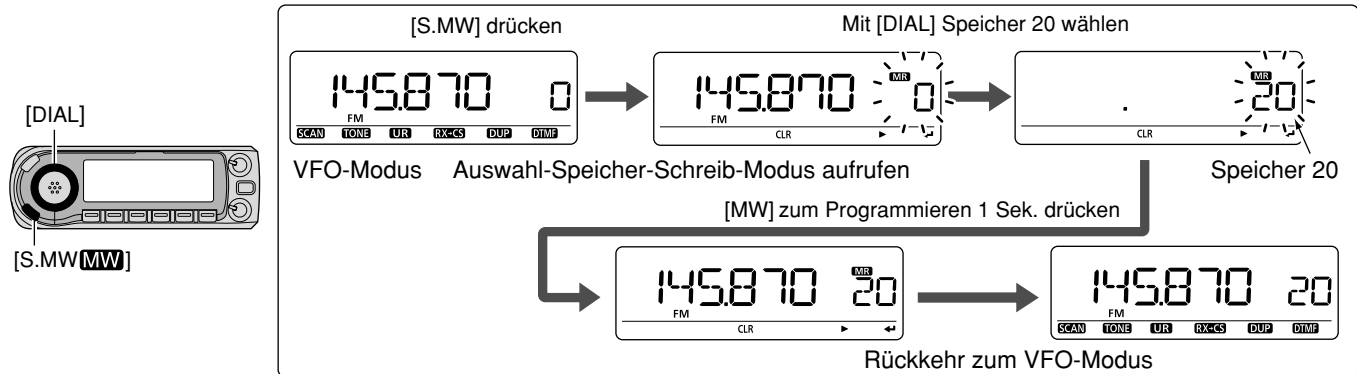 [S.MW] drücken
Mit [DIAL] Speicher 20 wählen
145.870 0
FM
SCAN TONE UR RX→CS DUP DTMF
145.870 MR 0
FM
CLR ► ↵
. MR 20
CLR ► ↵
VFO-Modus
Auswahl-Speicher-Schreib-Modus aufrufen
Speicher 20
[DIAL]
[S.MW MW]
[MW] zum Programmieren 1 Sek. drücken
145.870 MR 20
FM
CLR ► ↵
145.870 20
FM
SCAN TONE UR RX→CS DUP DTMF
Rückkehr zum VFO-Modus